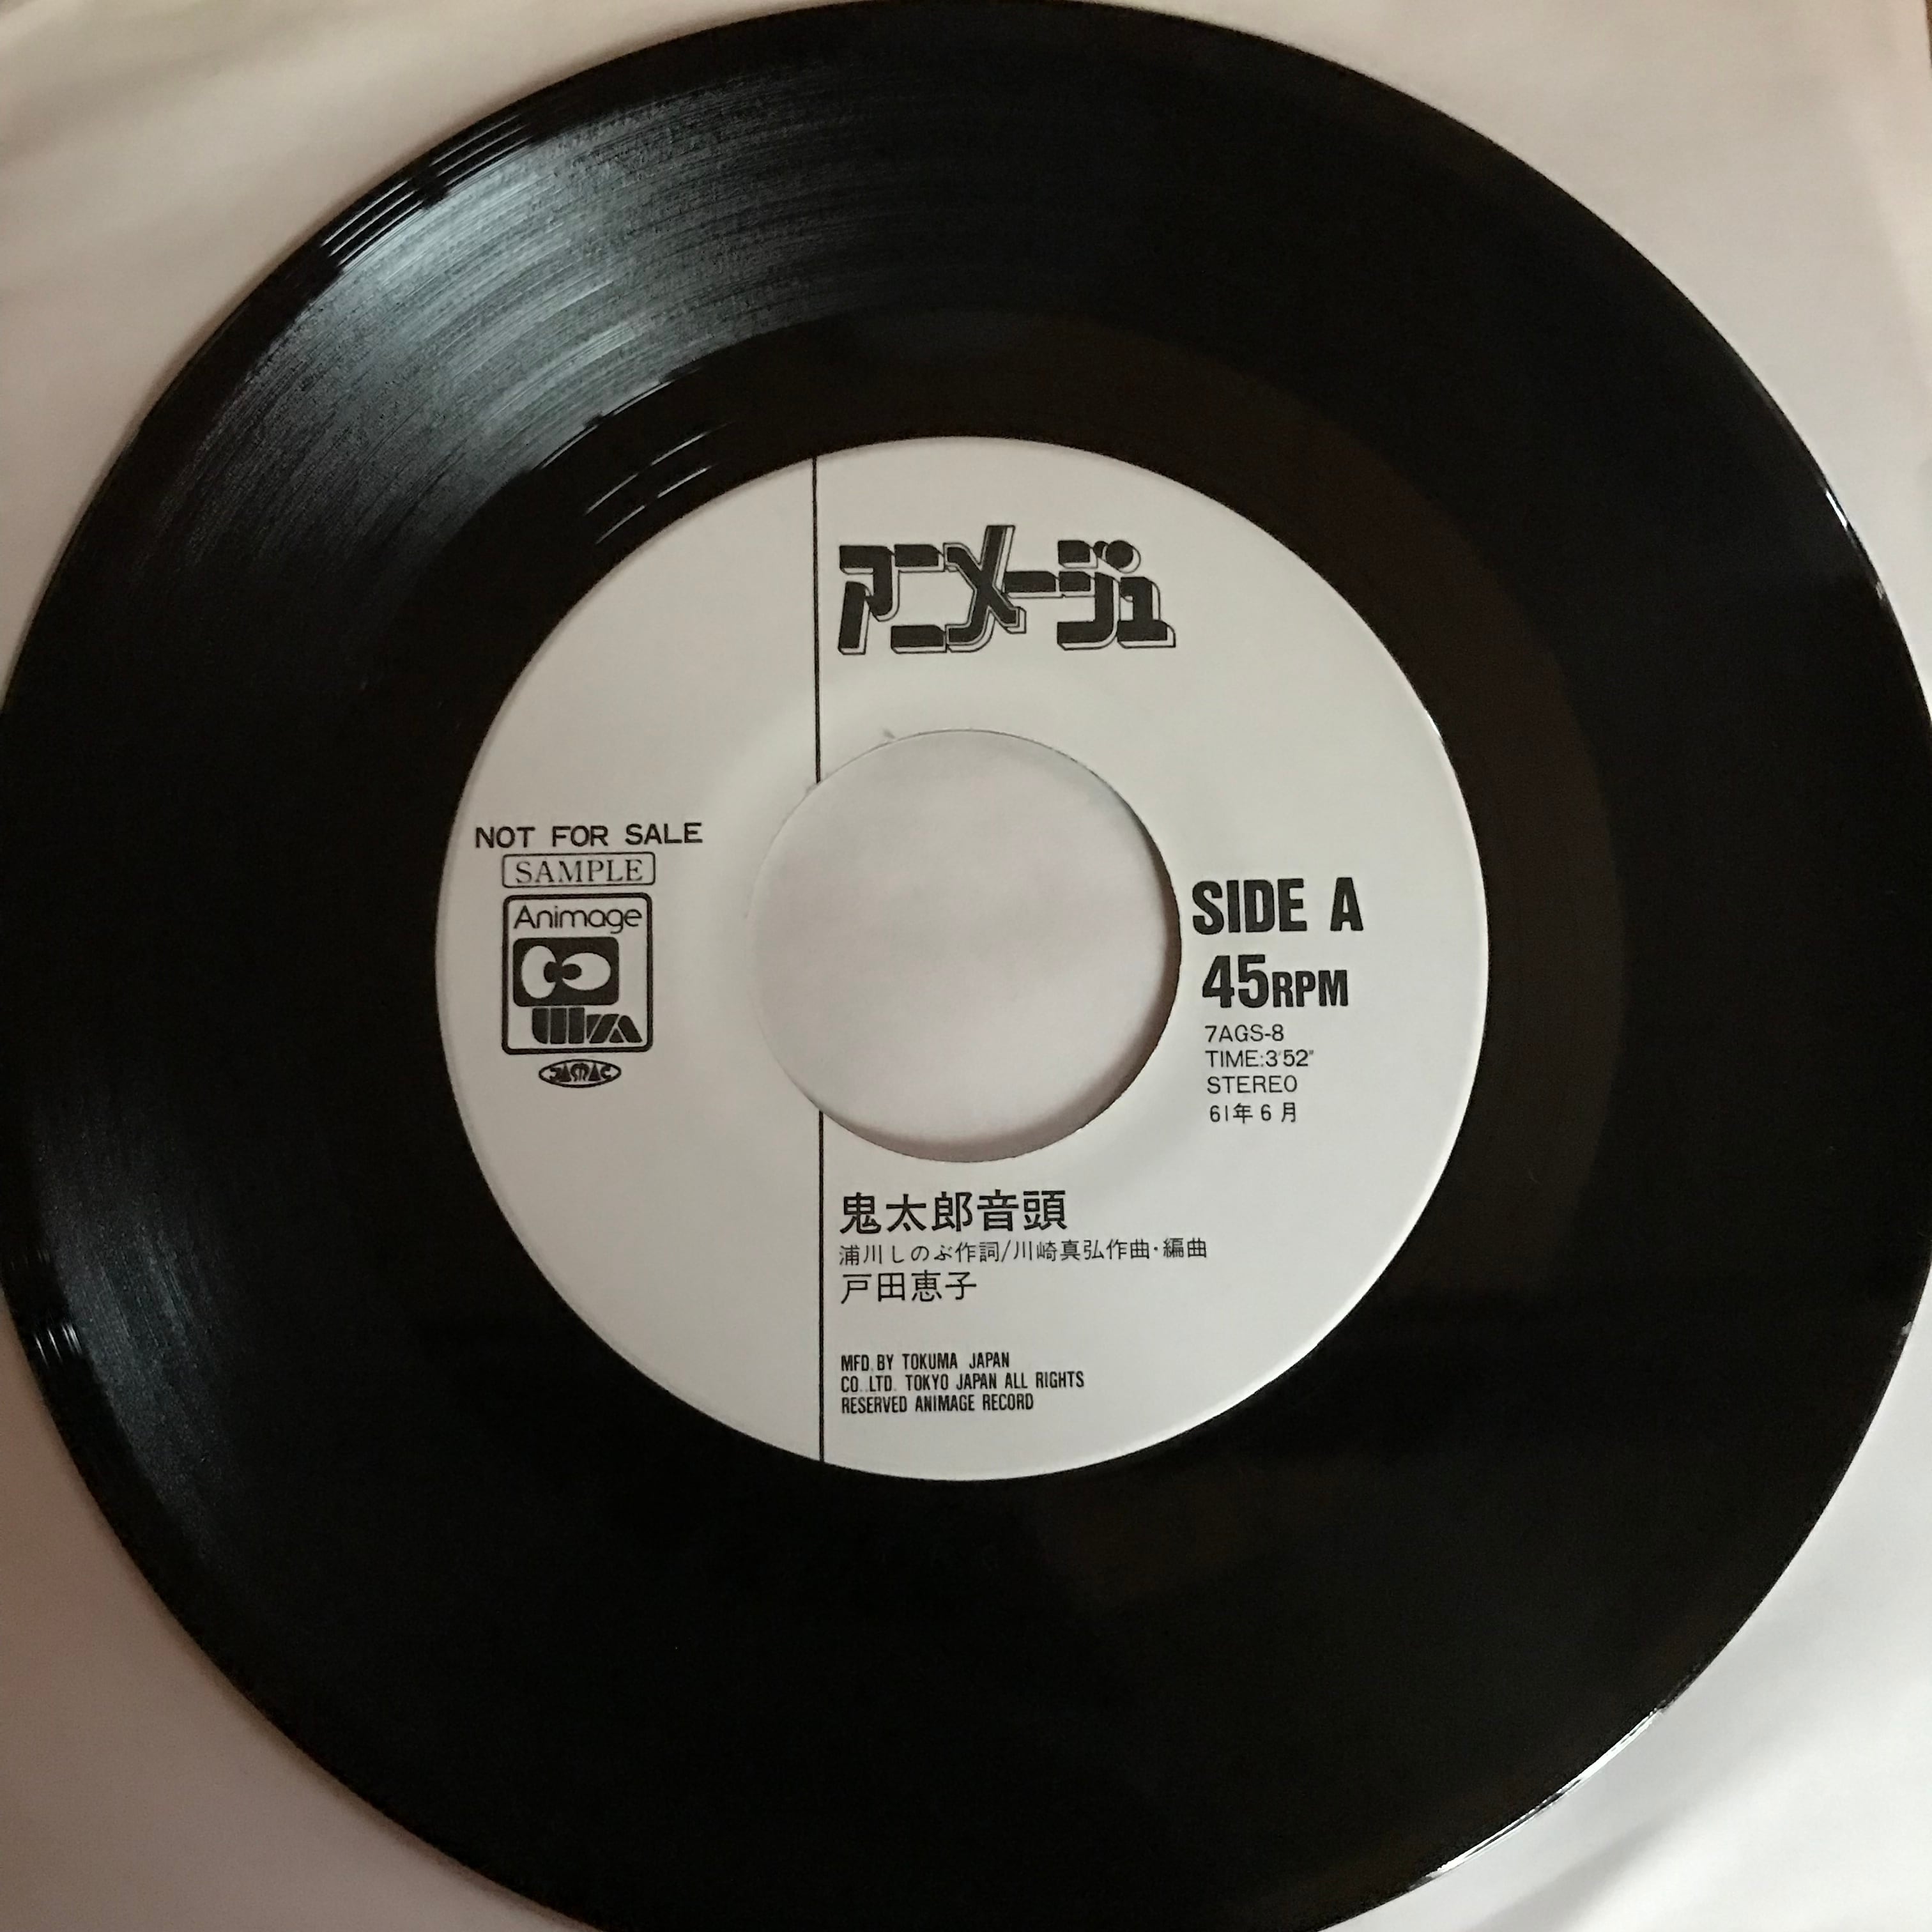 アニメージュ
NOT FOR SALE
SAMPLE
Animage
JASRAC
SIDE A
45RPM
7AGS-8
TIME:3'52"
STEREO
61年6月
鬼太郎音頭
浦川しのぶ作詞/川崎真弘作曲・編曲
戸田恵子
MFD. BY TOKUMA JAPAN
CO., LTD. TOKYO JAPAN ALL RIGHTS
RESERVED ANIMAGE RECORD